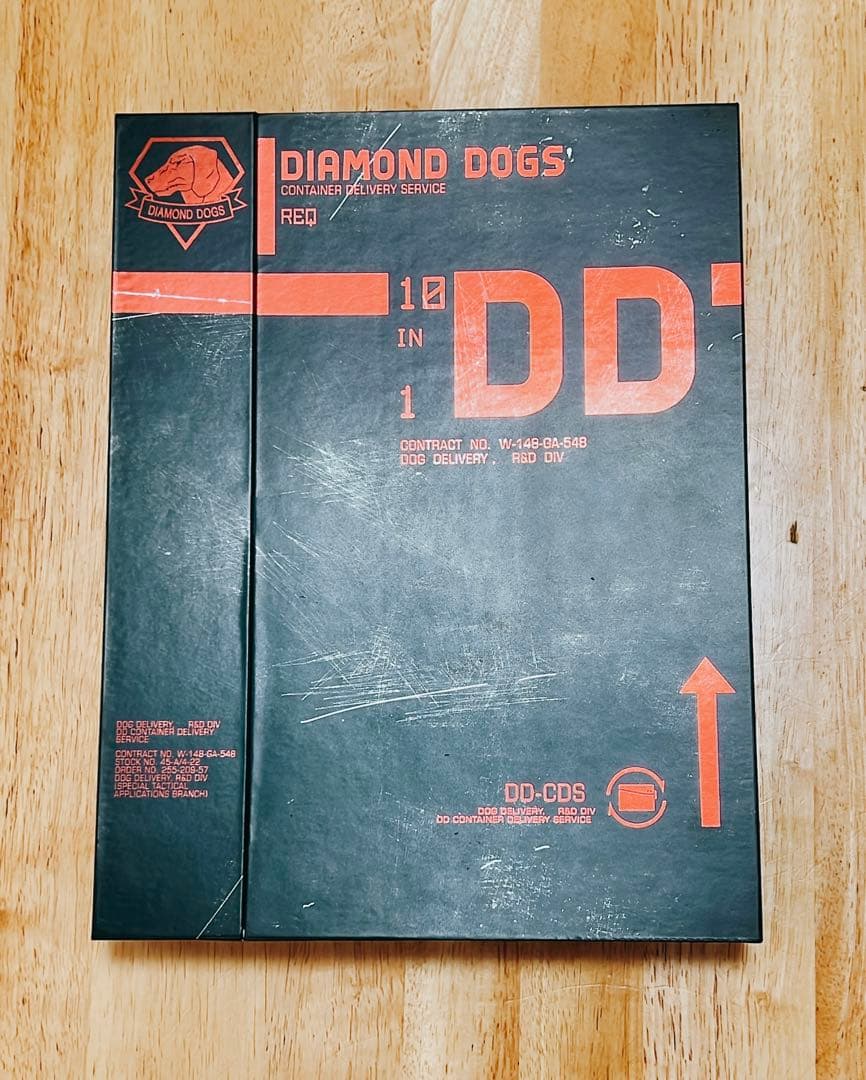 DIAMOND DOGS
DIAMOND DOGS
CONTAINER DELIVERY SERVICE
REQ
10
IN
1
DD
CONTRACT NO. W-148-GA-548
DOG DELIVERY, R&D DIV
DOG DELIVERY, R&D DIV
DD CONTAINER DELIVERY
SERVICE
CONTRACT NO. W-148-GA-548
STOCK NO. 45-A/4-22
ORDER NO. 255-209-57
DOG DELIVERY, R&D DIV
(SPECIAL TACTICAL
APPLICATIONS BRANCH)
DD-CDS
DOG DELIVERY, R&D DIV
DD CONTAINER DELIVERY SERVICE